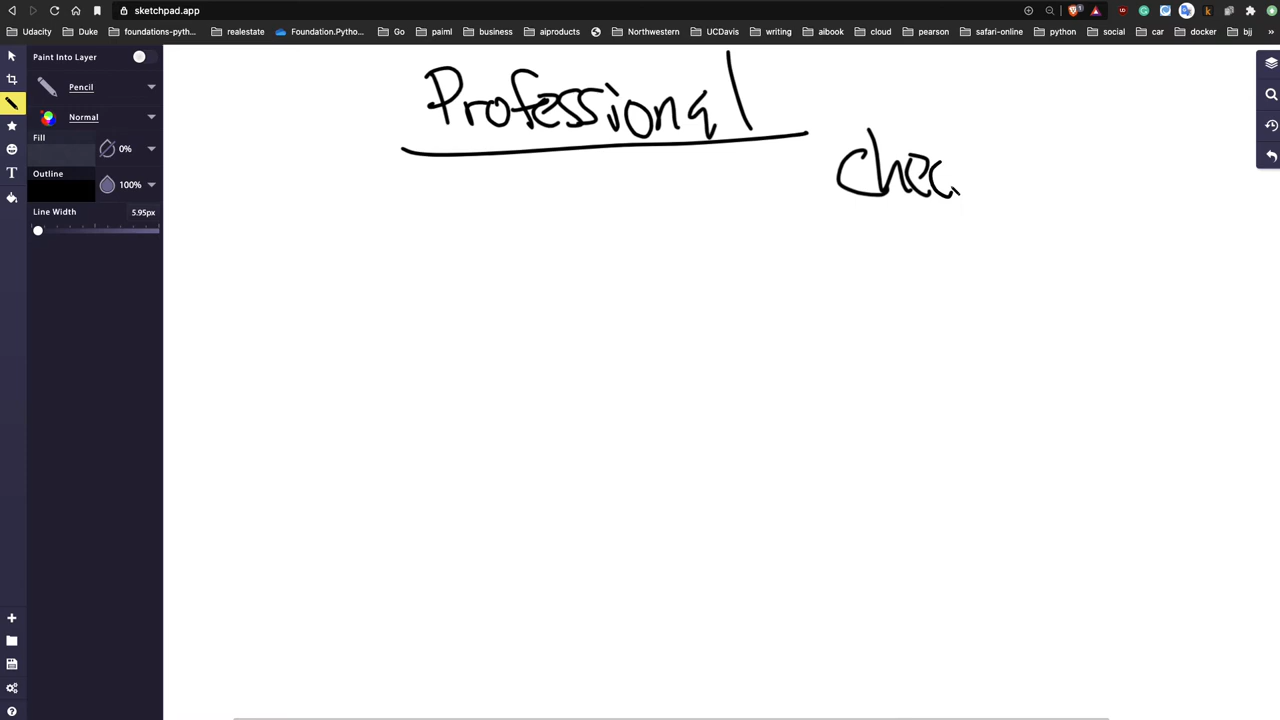 sketchpad.app
Udacity Duke foundations-pyth... realestate Foundation.Pytho... Go paiml business aiproducts Northwestern UCDavis writing aibook cloud pearson safari-online python social car docker bjj »
Paint Into Layer
Pencil
Normal
Fill
0%
Outline
100%
Line Width 5.95px
Professional
chec